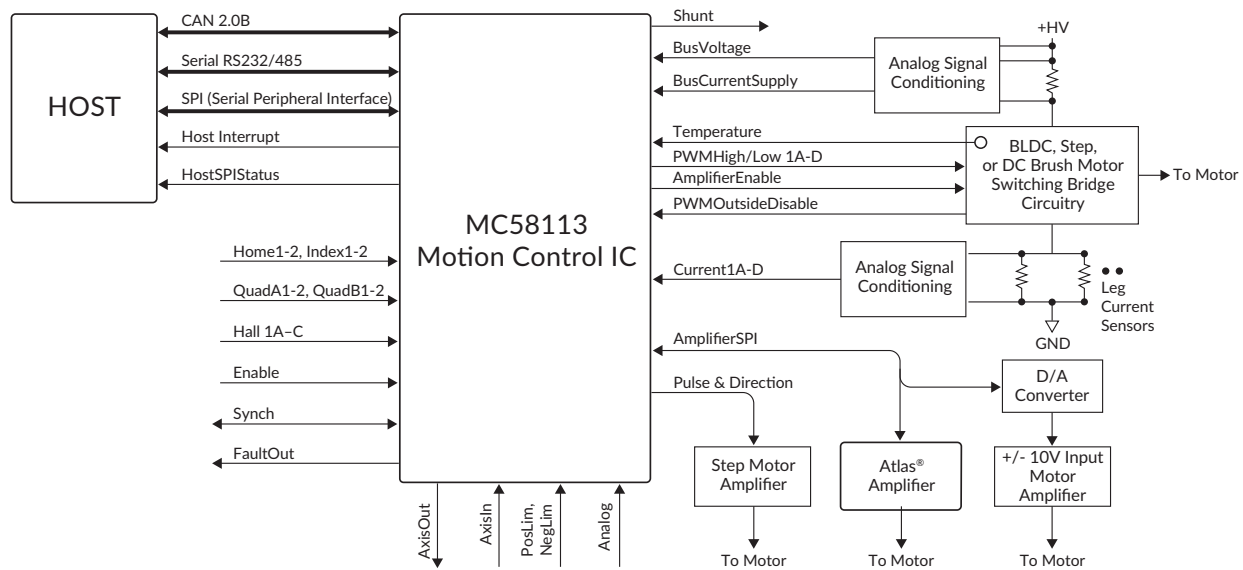 CAN 2.0B
Serial RS232/485
SPI (Serial Peripheral Interface)
Host Interrupt
HostSPIStatus
HOST
Home1-2, Index1-2
QuadA1-2, QuadB1-2
Hall 1A–C
Enable
Synch
FaultOut
MC58113
Motion Control IC
AxisOut
AxisIn
PosLim,
NegLim
Analog
Shunt
BusVoltage
BusCurrentSupply
Temperature
PWMHigh/Low 1A-D
AmplifierEnable
PWMOutsideDisable
Current1A-D
AmplifierSPI
Pulse & Direction
Analog Signal
Conditioning
+HV
BLDC, Step,
or DC Brush Motor
Switching Bridge
Circuitry
To Motor
Analog Signal
Conditioning
Leg
Current
Sensors
GND
D/A
Converter
Step Motor
Amplifier
Atlas®
Amplifier
+/- 10V Input
Motor
Amplifier
To Motor
To Motor
To Motor